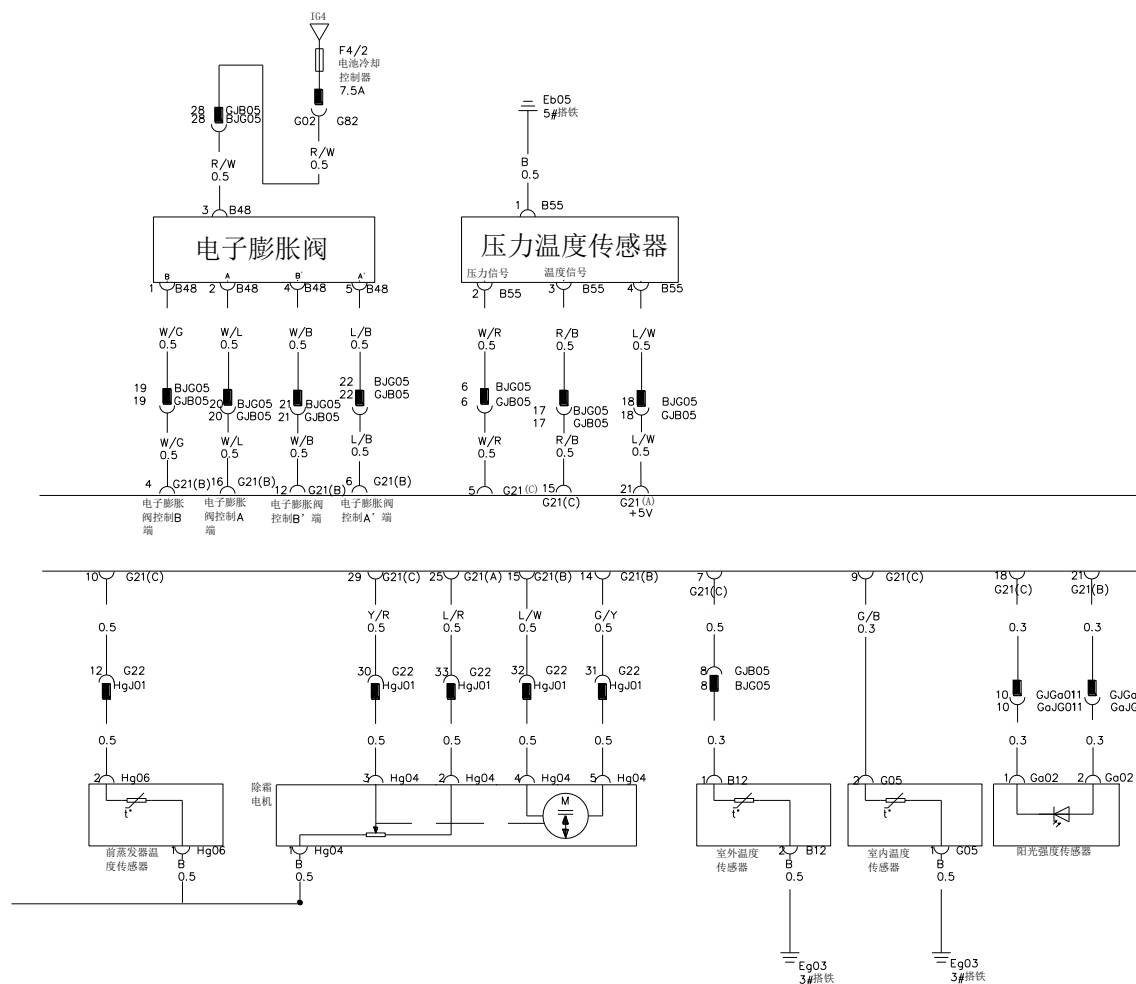 IG4
F4/2
电池冷却
控制器
7.5A
28 GJB05
28 BJG05
G02 G82
R/W
0.5
R/W
0.5
3 B48
电子膨胀阀
B A B' A'
1 B48 2 B48 4 B48 5 B48
Eb05
5#搭铁
B
0.5
1 B55
压力温度传感器
压力信号 温度信号
2 B55 3 B55 4 B55
W/G W/L W/B L/B W/R R/B L/W
0.5 0.5 0.5 0.5 0.5 0.5 0.5
19 BJG05
19 GJB05
20 BJG05
20 GJB05
21 BJG05
21 GJB05
22 BJG05
22 GJB05
6 BJG05
6 GJB05
17 BJG05
17 GJB05
18 BJG05
18 GJB05
W/G W/L W/B L/B W/R R/B L/W
0.5 0.5 0.5 0.5 0.5 0.5 0.5
4 G21(B) 16 G21(B) 12 G21(B) 6 G21(B) 5 G21(C) 15 G21(C) 21 G21(A)
+5V
电子膨胀
阀控制B
端
电子膨胀
阀控制A
端
电子膨胀阀
控制B'端
电子膨胀阀
控制A'端
10 G21(C) 29 G21(C) 25 G21(A) 15 G21(B) 14 G21(B) 7 G21(C) 9 G21(C) 18 G21(C) 21 G21(B)
Y/R L/R L/W G/Y G/B
0.5 0.5 0.5 0.5 0.5 0.5 0.3 0.3 0.3
12 G22
HgJ01
30 G22
HgJ01
33 G22
HgJ01
32 G22
HgJ01
31 G22
HgJ01
8 GJB05
8 BJG05
10 GJGa011
10 GaJG011
GJGa
GaJG
0.5 0.5 0.5 0.5 0.5 0.3 0.3 0.3
2 Hg06 3 Hg04 2 Hg04 4 Hg04 5 Hg04 1 B12 2 G05 1 Ga02 2 Ga02
除霜
电机
M
t° t° t°
1 Hg06 1 Hg04 2 B12 1 G05
前蒸发器温
度传感器
室外温度
传感器
室内温度
传感器
阳光强度传感器
B B B B
0.5 0.5 0.5 0.5
Eg03
3#搭铁
Eg03
3#搭铁